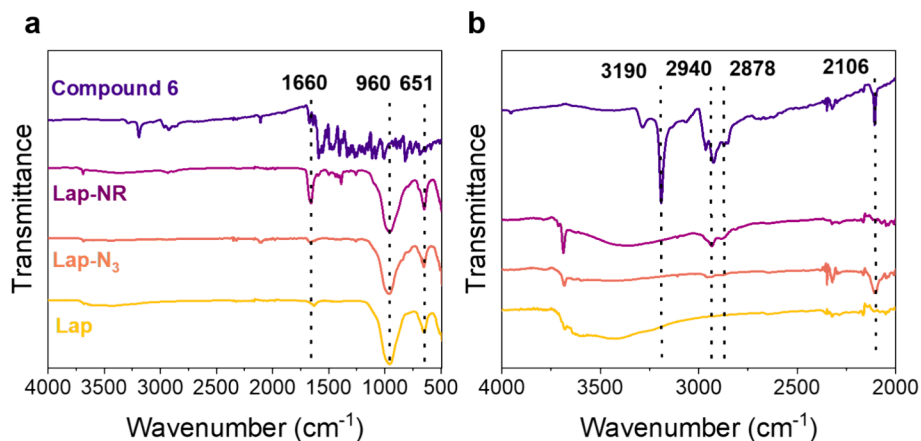 a
1660 960 651
Compound 6
Lap-NR
Lap-N₃
Lap
Transmittance
4000 3500 3000 2500 2000 1500 1000 500
Wavenumber (cm⁻¹)
b
3190 2940 2878 2106
Transmittance
4000 3500 3000 2500 2000
Wavenumber (cm⁻¹)